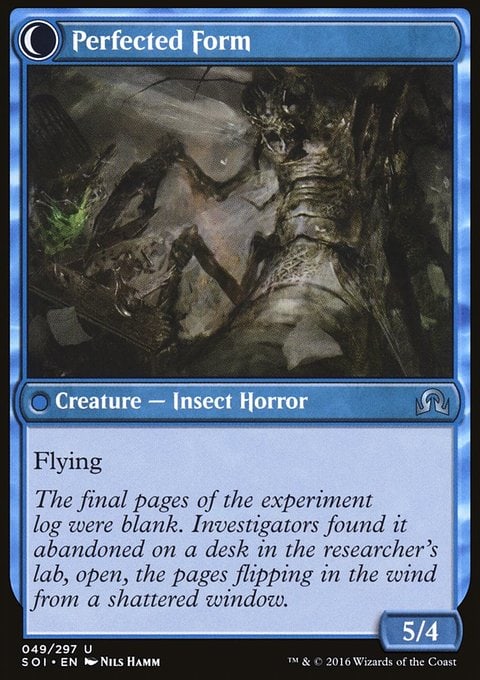 Perfected Form
Creature — Insect Horror
Flying
The final pages of the experiment
log were blank. Investigators found it
abandoned on a desk in the researcher's
lab, open, the pages flipping in the wind
from a shattered window.
5/4
049/297 U
SOI • EN Nils Hamm
™ & © 2016 Wizards of the Coast